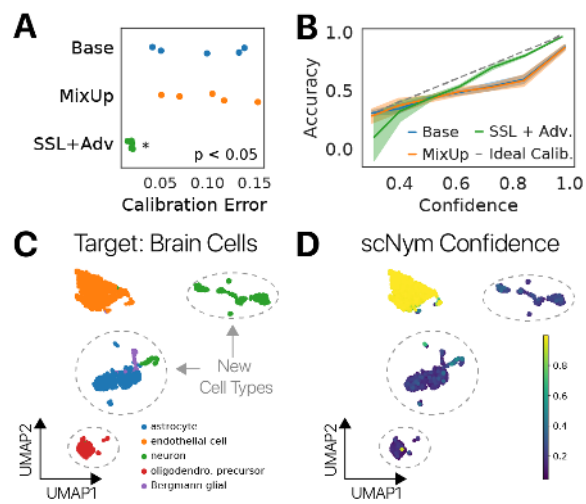 A
Base
MixUp
SSL+Adv
*
p < 0.05
0.05 0.10 0.15
Calibration Error
B
Accuracy
1.0
0.5
0.0
Base
MixUp
SSL + Adv.
Ideal Calib.
0.4 0.6 0.8 1.0
Confidence
C
Target: Brain Cells
New
Cell Types
astrocyte
endothelial cell
neuron
oligodendro. precursor
Bergmann glial
UMAP2
UMAP1
D
scNym Confidence
0.8
0.6
0.4
0.2
UMAP2
UMAP1